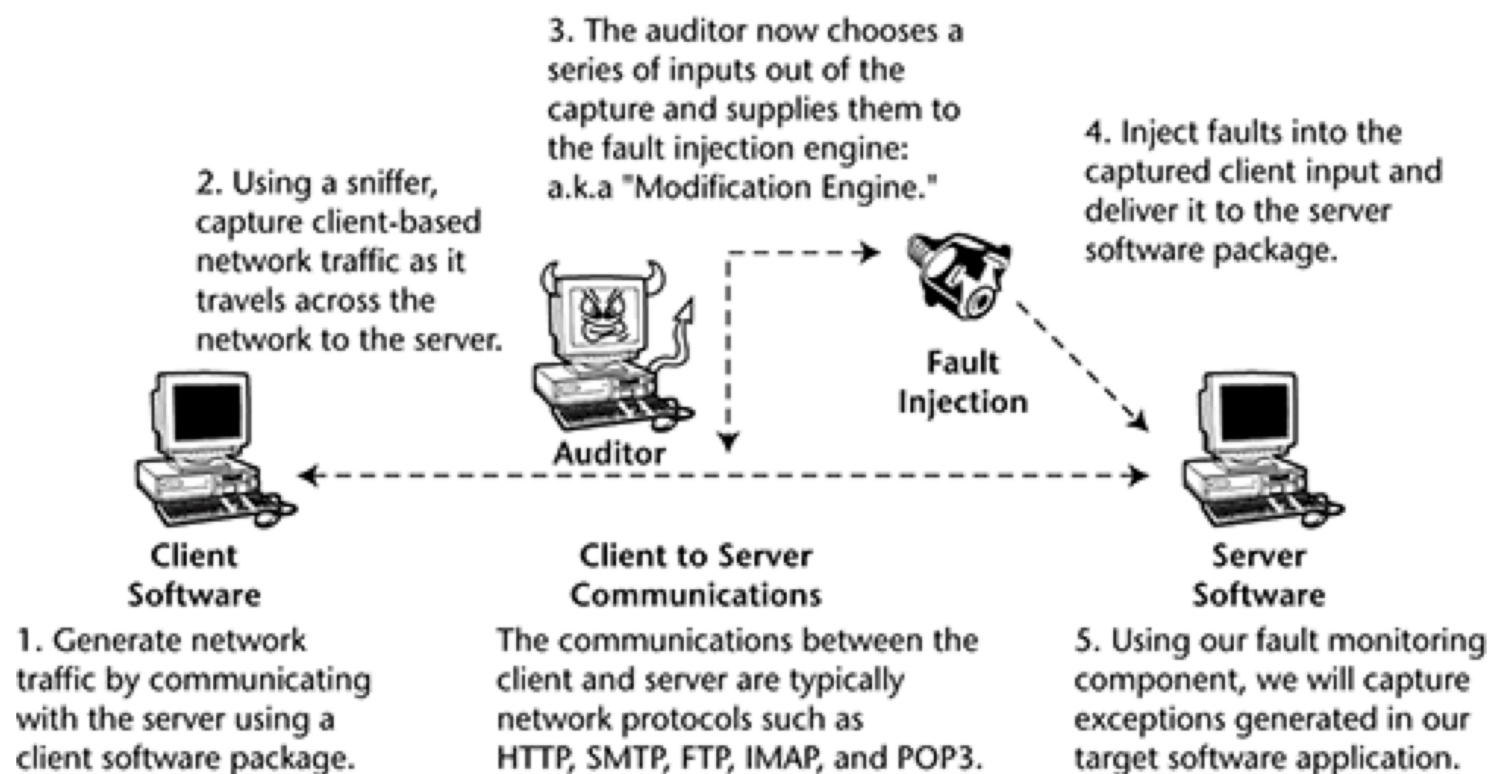 3. The auditor now chooses a
series of inputs out of the
capture and supplies them to
the fault injection engine:
a.k.a "Modification Engine."
2. Using a sniffer,
capture client-based
network traffic as it
travels across the
network to the server.
4. Inject faults into the
captured client input and
deliver it to the server
software package.
Auditor
Fault
Injection
Client
Software
1. Generate network
traffic by communicating
with the server using a
client software package.
Client to Server
Communications
The communications between the
client and server are typically
network protocols such as
HTTP, SMTP, FTP, IMAP, and POP3.
Server
Software
5. Using our fault monitoring
component, we will capture
exceptions generated in our
target software application.